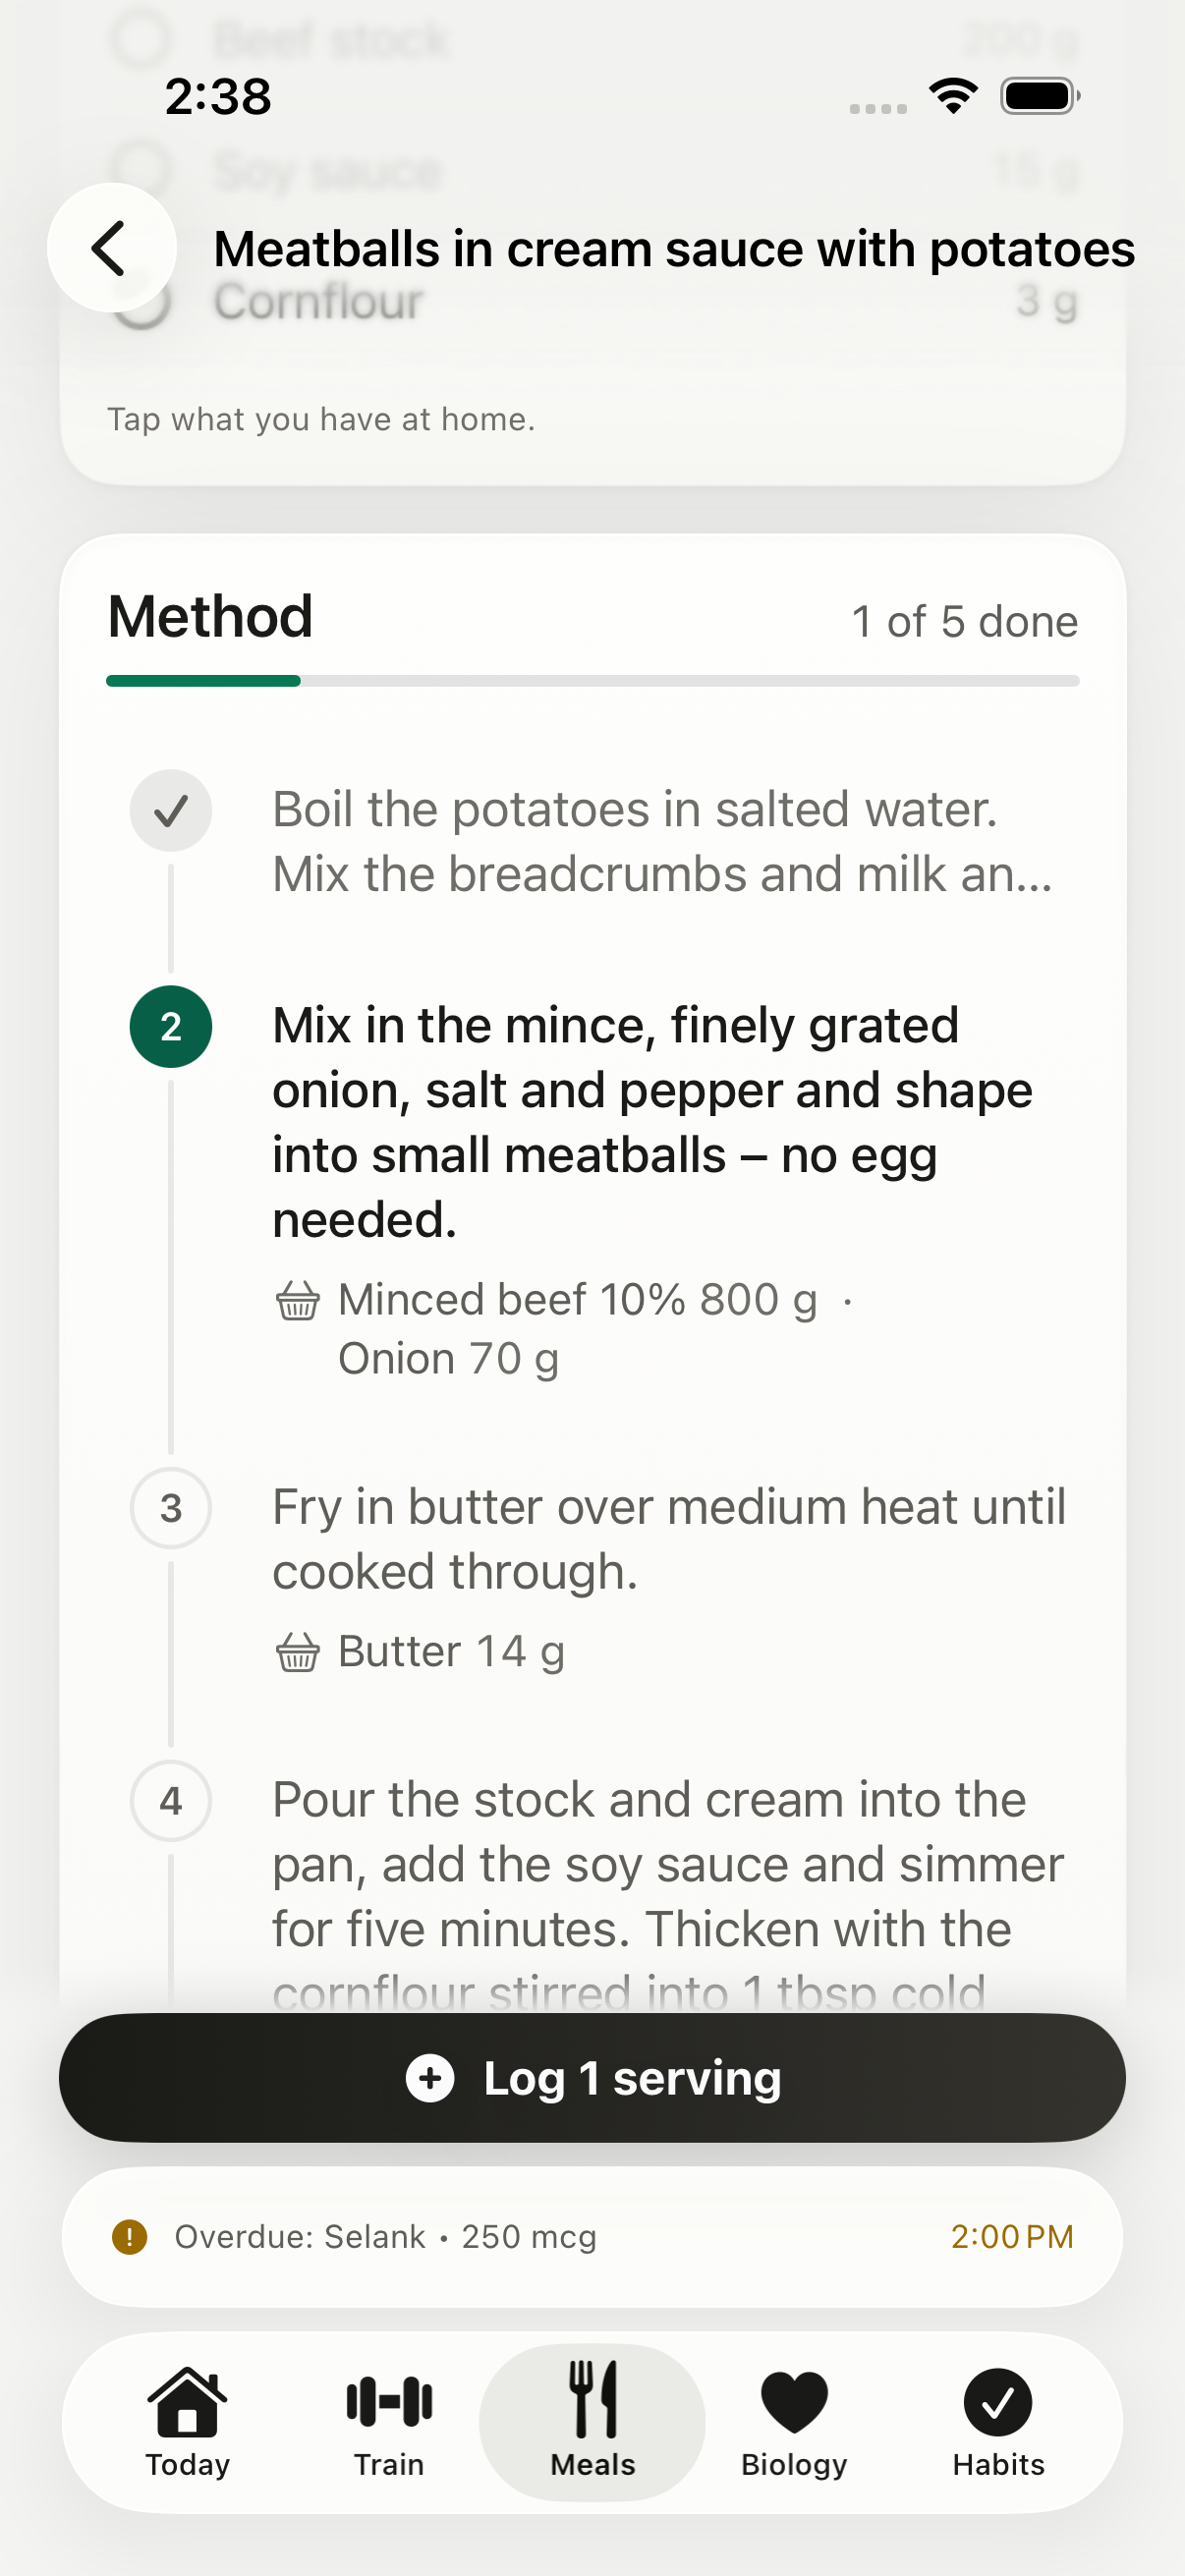 Beef stock 200 g
2:38
Soy sauce 15 g
Meatballs in cream sauce with potatoes
Cornflour 3 g
Tap what you have at home.
Method 1 of 5 done
Boil the potatoes in salted water.
Mix the breadcrumbs and milk an...
2 Mix in the mince, finely grated
onion, salt and pepper and shape
into small meatballs – no egg
needed.
Minced beef 10% 800 g ·
Onion 70 g
3 Fry in butter over medium heat until
cooked through.
Butter 14 g
4 Pour the stock and cream into the
pan, add the soy sauce and simmer
for five minutes. Thicken with the
cornflour stirred into 1 tbsp cold
Log 1 serving
! Overdue: Selank • 250 mcg 2:00 PM
Today Train Meals Biology Habits